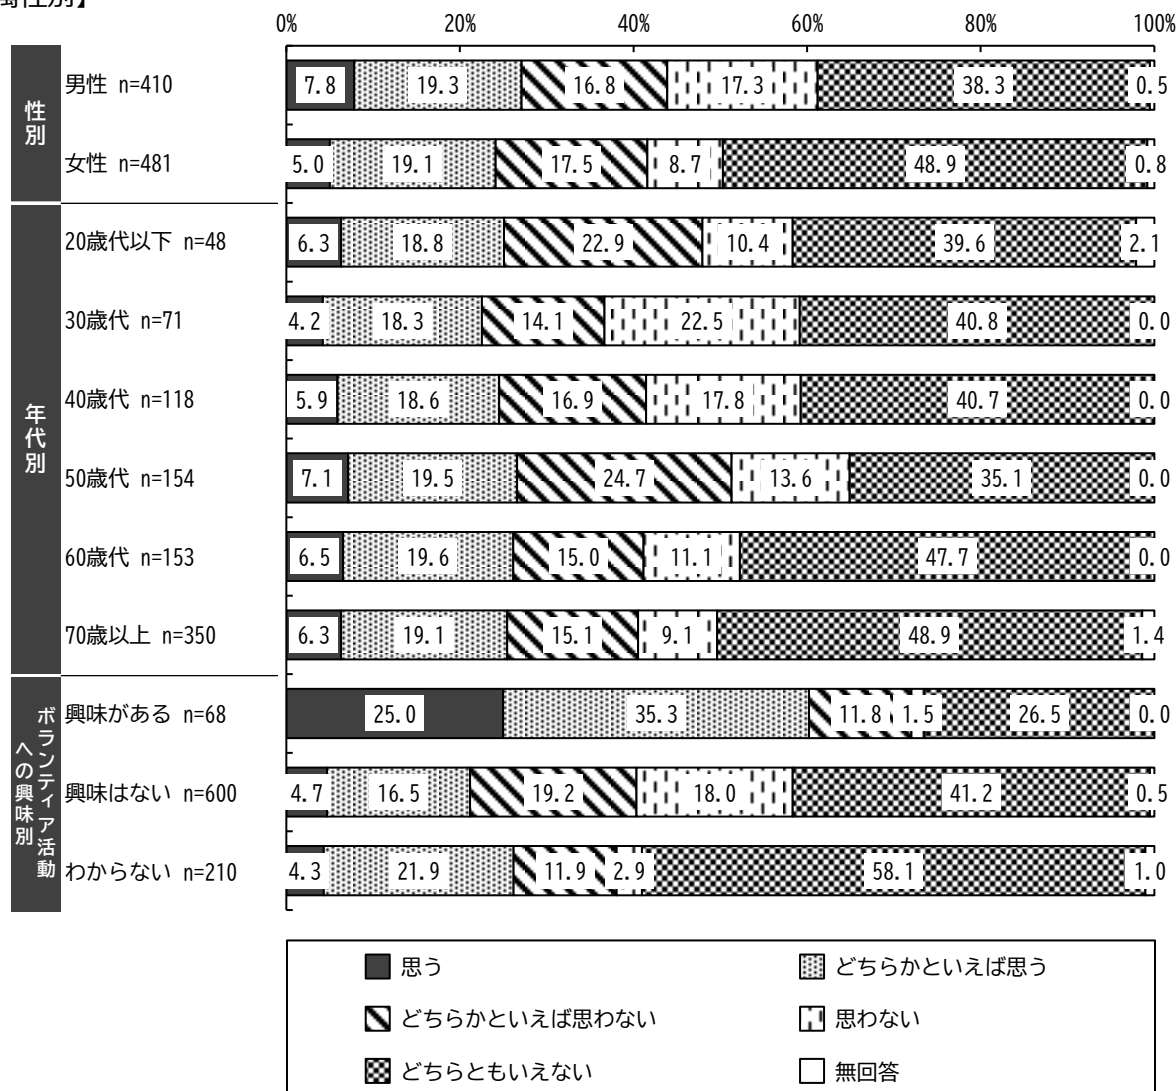 性別】
0% 20% 40% 60% 80% 100%
性別
男性 n=410 7.8 19.3 16.8 17.3 38.3 0.5
女性 n=481 5.0 19.1 17.5 8.7 48.9 0.8
年代別
20歳代以下 n=48 6.3 18.8 22.9 10.4 39.6 2.1
30歳代 n=71 4.2 18.3 14.1 22.5 40.8 0.0
40歳代 n=118 5.9 18.6 16.9 17.8 40.7 0.0
50歳代 n=154 7.1 19.5 24.7 13.6 35.1 0.0
60歳代 n=153 6.5 19.6 15.0 11.1 47.7 0.0
70歳以上 n=350 6.3 19.1 15.1 9.1 48.9 1.4
ボランティア活動
への興味別
興味がある n=68 25.0 35.3 11.8 1.5 26.5 0.0
興味はない n=600 4.7 16.5 19.2 18.0 41.2 0.5
わからない n=210 4.3 21.9 11.9 2.9 58.1 1.0
思う どちらかといえば思う
どちらかといえば思わない 思わない
どちらともいえない 無回答